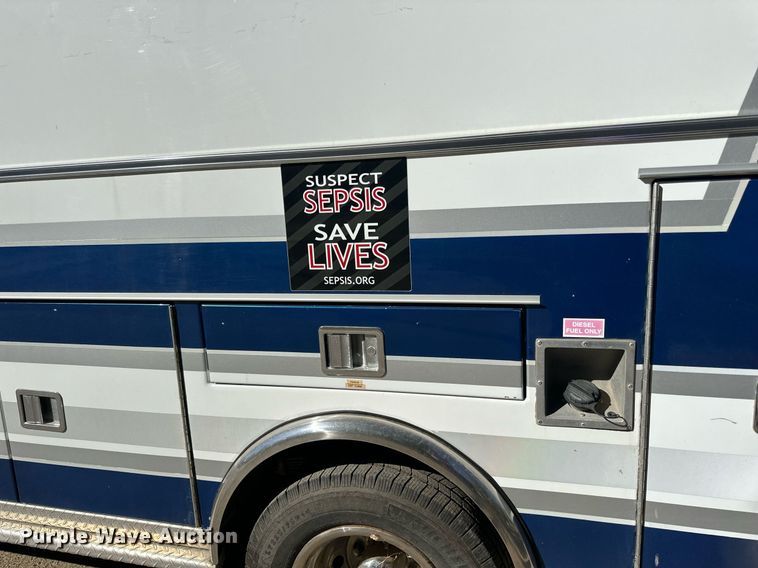 SUSPECT
SEPSIS
SAVE
LIVES
SEPSIS.ORG
DIESEL
FUEL ONLY
Purple Wave Auction